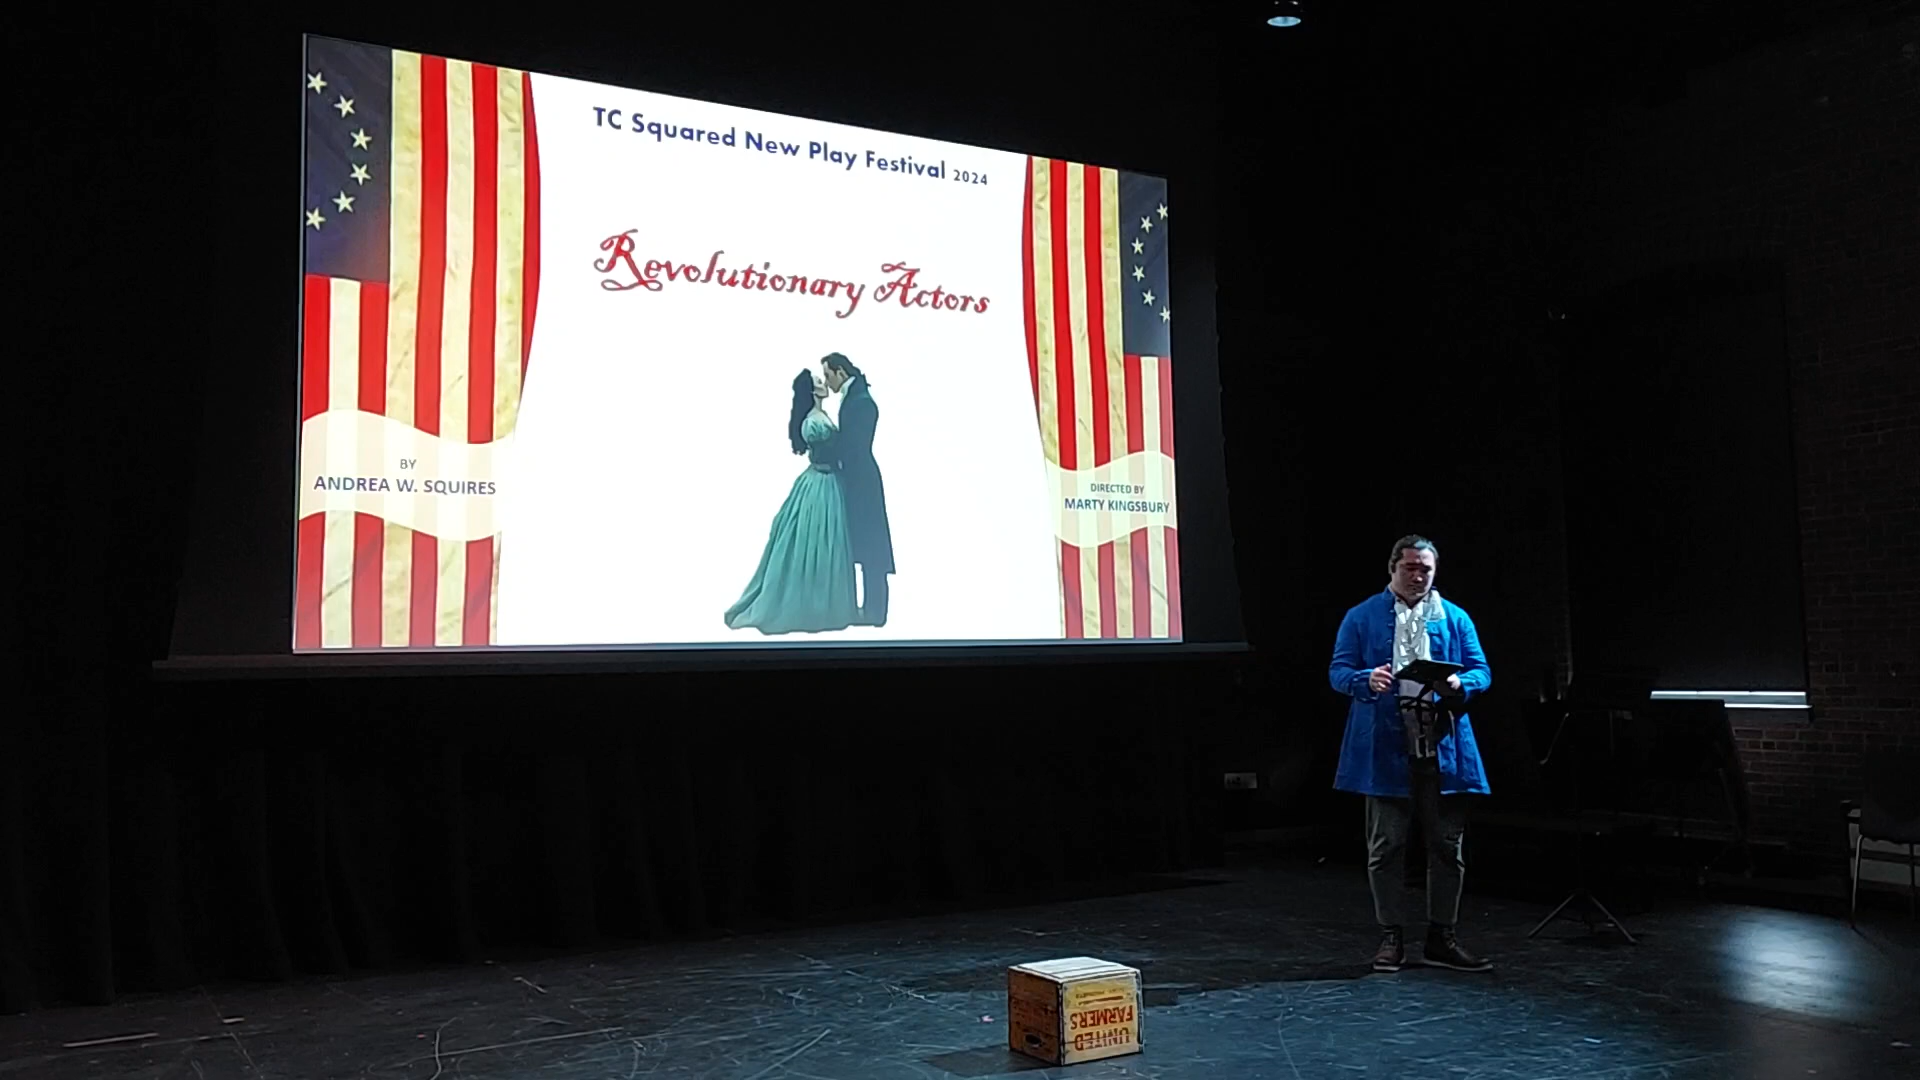 TC Squared New Play Festival 2024
Revolutionary Actors
BY
ANDREA W. SQUIRES
DIRECTED BY
MARTY KINGSBURY
UNITED
FARMERS